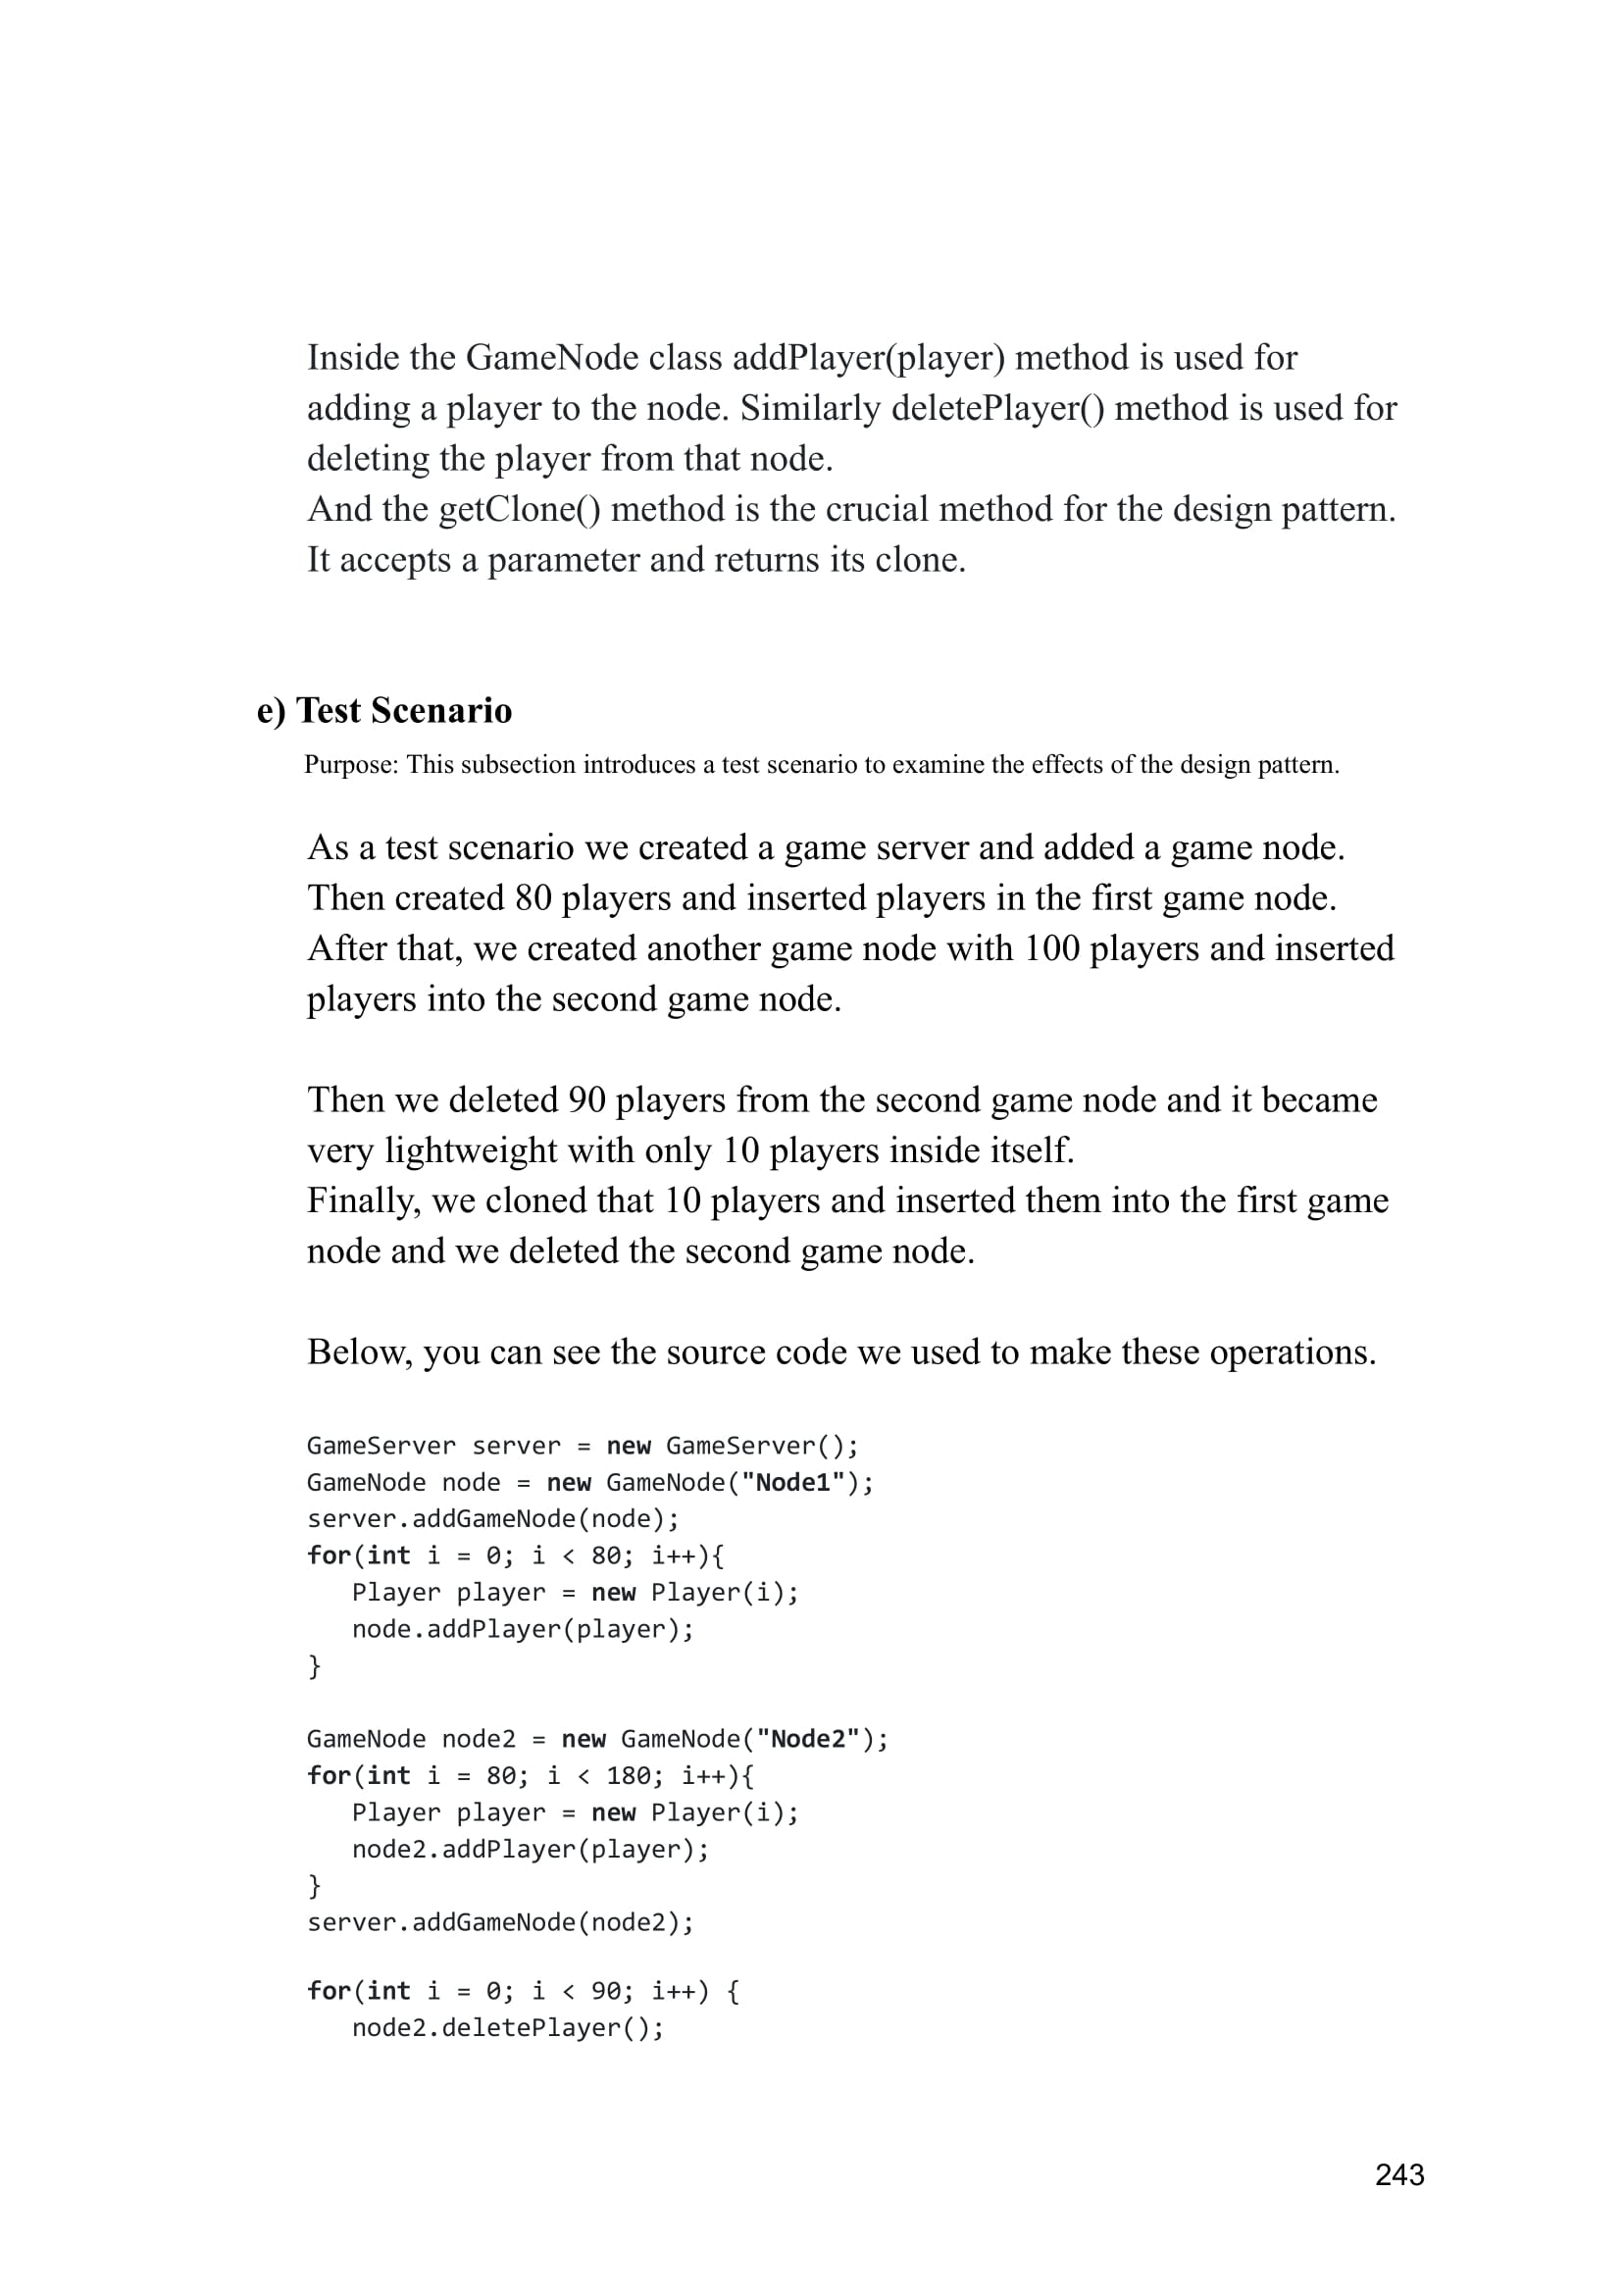 Inside the GameNode class addPlayer(player) method is used for
adding a player to the node. Similarly deletePlayer() method is used for
deleting the player from that node.
And the getClone() method is the crucial method for the design pattern.
It accepts a parameter and returns its clone.
e) Test Scenario
Purpose: This subsection introduces a test scenario to examine the effects of the design pattern.
As a test scenario we created a game server and added a game node.
Then created 80 players and inserted players in the first game node.
After that, we created another game node with 100 players and inserted
players into the second game node.
Then we deleted 90 players from the second game node and it became
very lightweight with only 10 players inside itself.
Finally, we cloned that 10 players and inserted them into the first game
node and we deleted the second game node.
Below, you can see the source code we used to make these operations.
GameServer server = new GameServer();
GameNode node = new GameNode("Node1");
server.addGameNode(node);
for(int i = 0; i < 80; i++){
   Player player = new Player(i);
   node.addPlayer(player);
}
GameNode node2 = new GameNode("Node2");
for(int i = 80; i < 180; i++){
   Player player = new Player(i);
   node2.addPlayer(player);
}
server.addGameNode(node2);
for(int i = 0; i < 90; i++) {
   node2.deletePlayer();
243